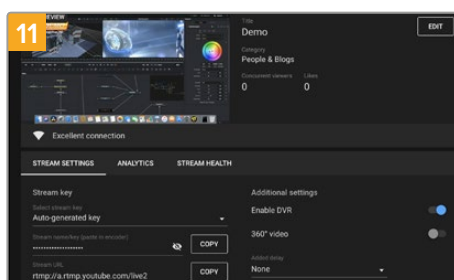 11
PREVIEW
Title
Demo
EDIT
Category
People & Blogs
Concurrent viewers Likes
0 0
Excellent connection
STREAM SETTINGS ANALYTICS STREAM HEALTH
Stream key Additional settings
Select stream key
Auto-generated key
Enable DVR
Stream name/key (paste in encoder)
•••••••••••••••••• COPY
360° video
Stream URL
rtmp://a.rtmp.youtube.com/live2 COPY
Added delay
None